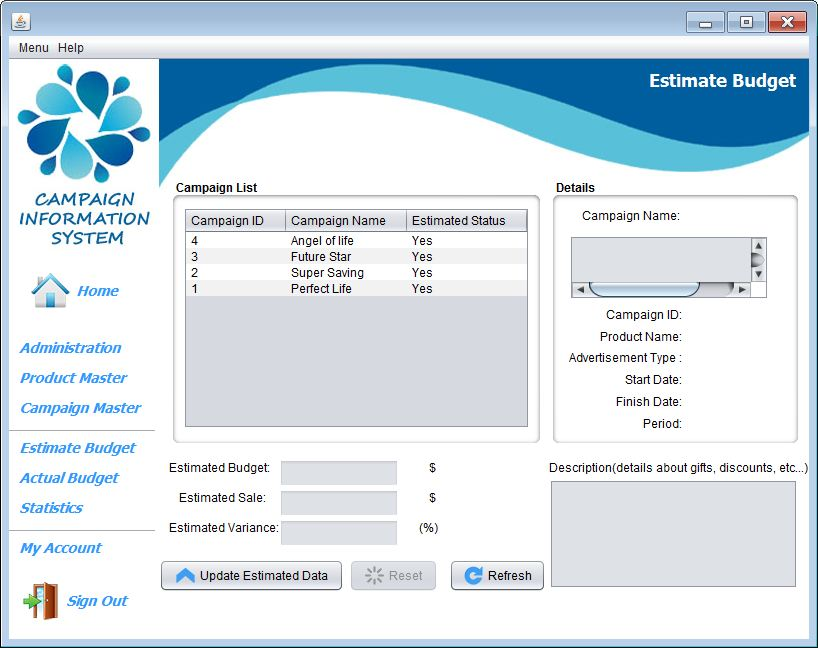 Menu Help
Estimate Budget
CAMPAIGN
INFORMATION
SYSTEM
Home
Administration
Product Master
Campaign Master
Estimate Budget
Actual Budget
Statistics
My Account
Sign Out
Campaign List
Campaign ID Campaign Name Estimated Status
4 Angel of life Yes
3 Future Star Yes
2 Super Saving Yes
1 Perfect Life Yes
Details
Campaign Name:
Campaign ID:
Product Name:
Advertisement Type :
Start Date:
Finish Date:
Period:
Estimated Budget: $
Estimated Sale: $
Estimated Variance: (%)
Description(details about gifts, discounts, etc...)
Update Estimated Data Reset Refresh